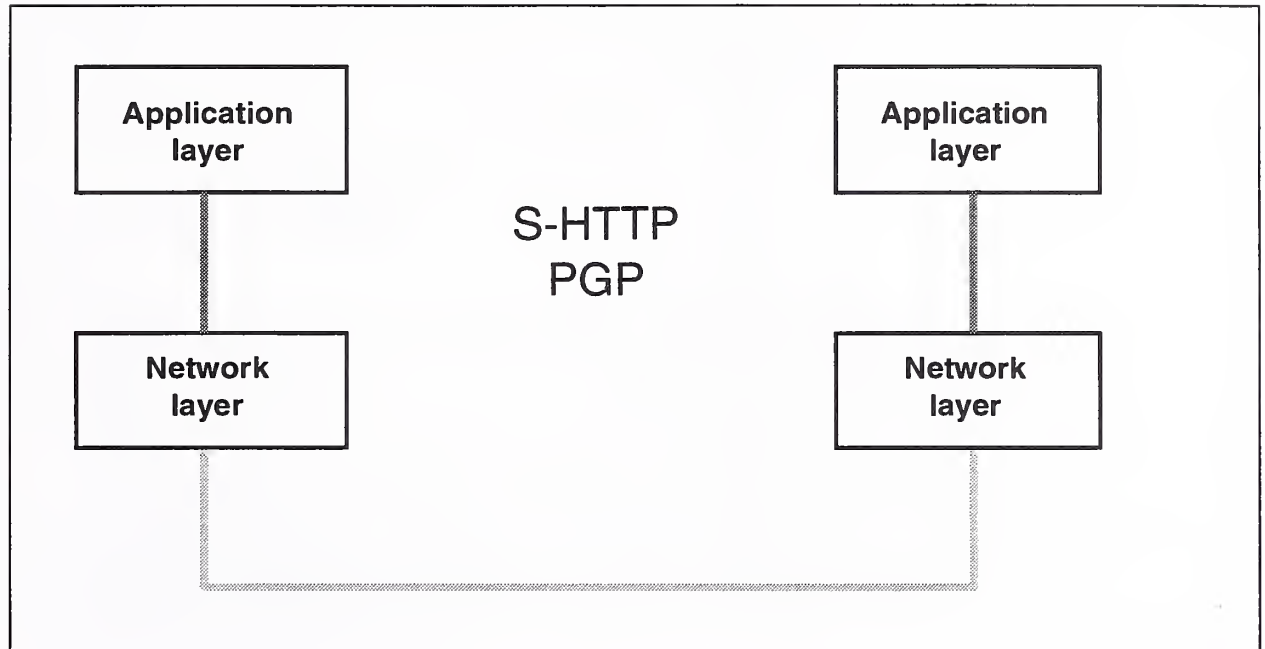 Application
layer
Application
layer
S-HTTP
PGP
Network
layer
Network
layer